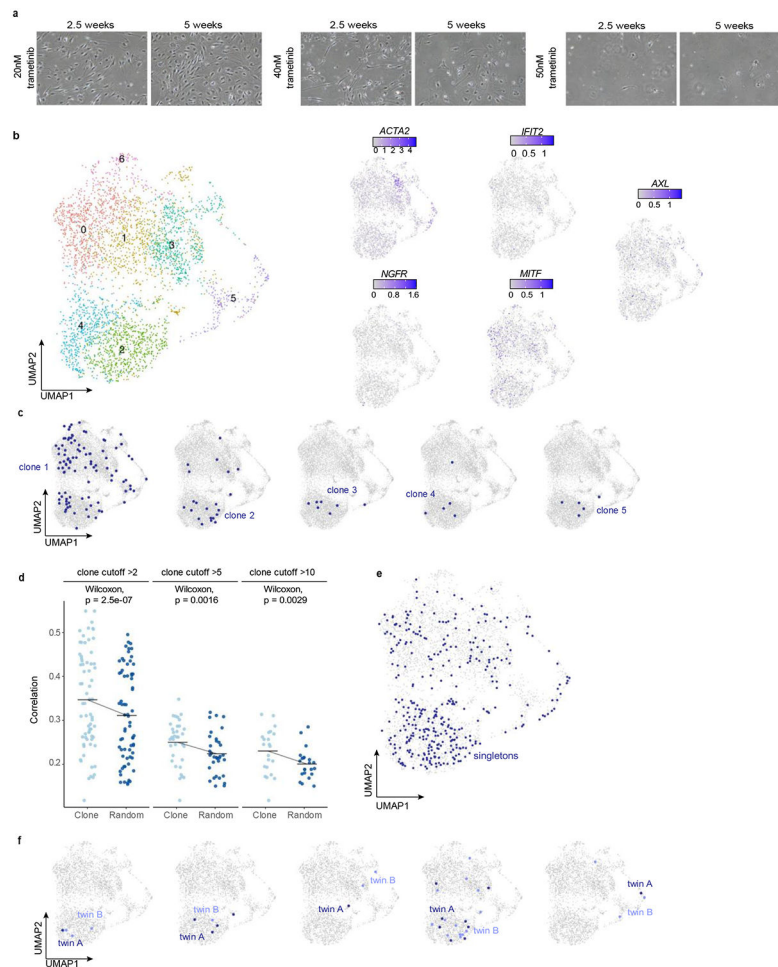 a
2.5 weeks 5 weeks 2.5 weeks 5 weeks 2.5 weeks 5 weeks
20nM trametinib
40nM trametinib
50nM trametinib
b
ACTA2
0 1 2 3 4
IFIT2
0 0.5 1
AXL
0 0.5 1
NGFR
0 0.8 1.6
MITF
0 0.5 1
6
0
1
3
5
4
2
UMAP2
UMAP1
c
clone 1
clone 2
clone 3
clone 4
clone 5
UMAP2
UMAP1
d
clone cutoff >2 clone cutoff >5 clone cutoff >10
Wilcoxon, Wilcoxon, Wilcoxon,
p = 2.5e-07 p = 0.0016 p = 0.0029
Correlation
0.5
0.4
0.3
0.2
Clone Random Clone Random Clone Random
e
singletons
UMAP2
UMAP1
f
twin B
twin A
twin B
twin A
twin B
twin A
twin A
twin B
twin A
twin B
UMAP2
UMAP1